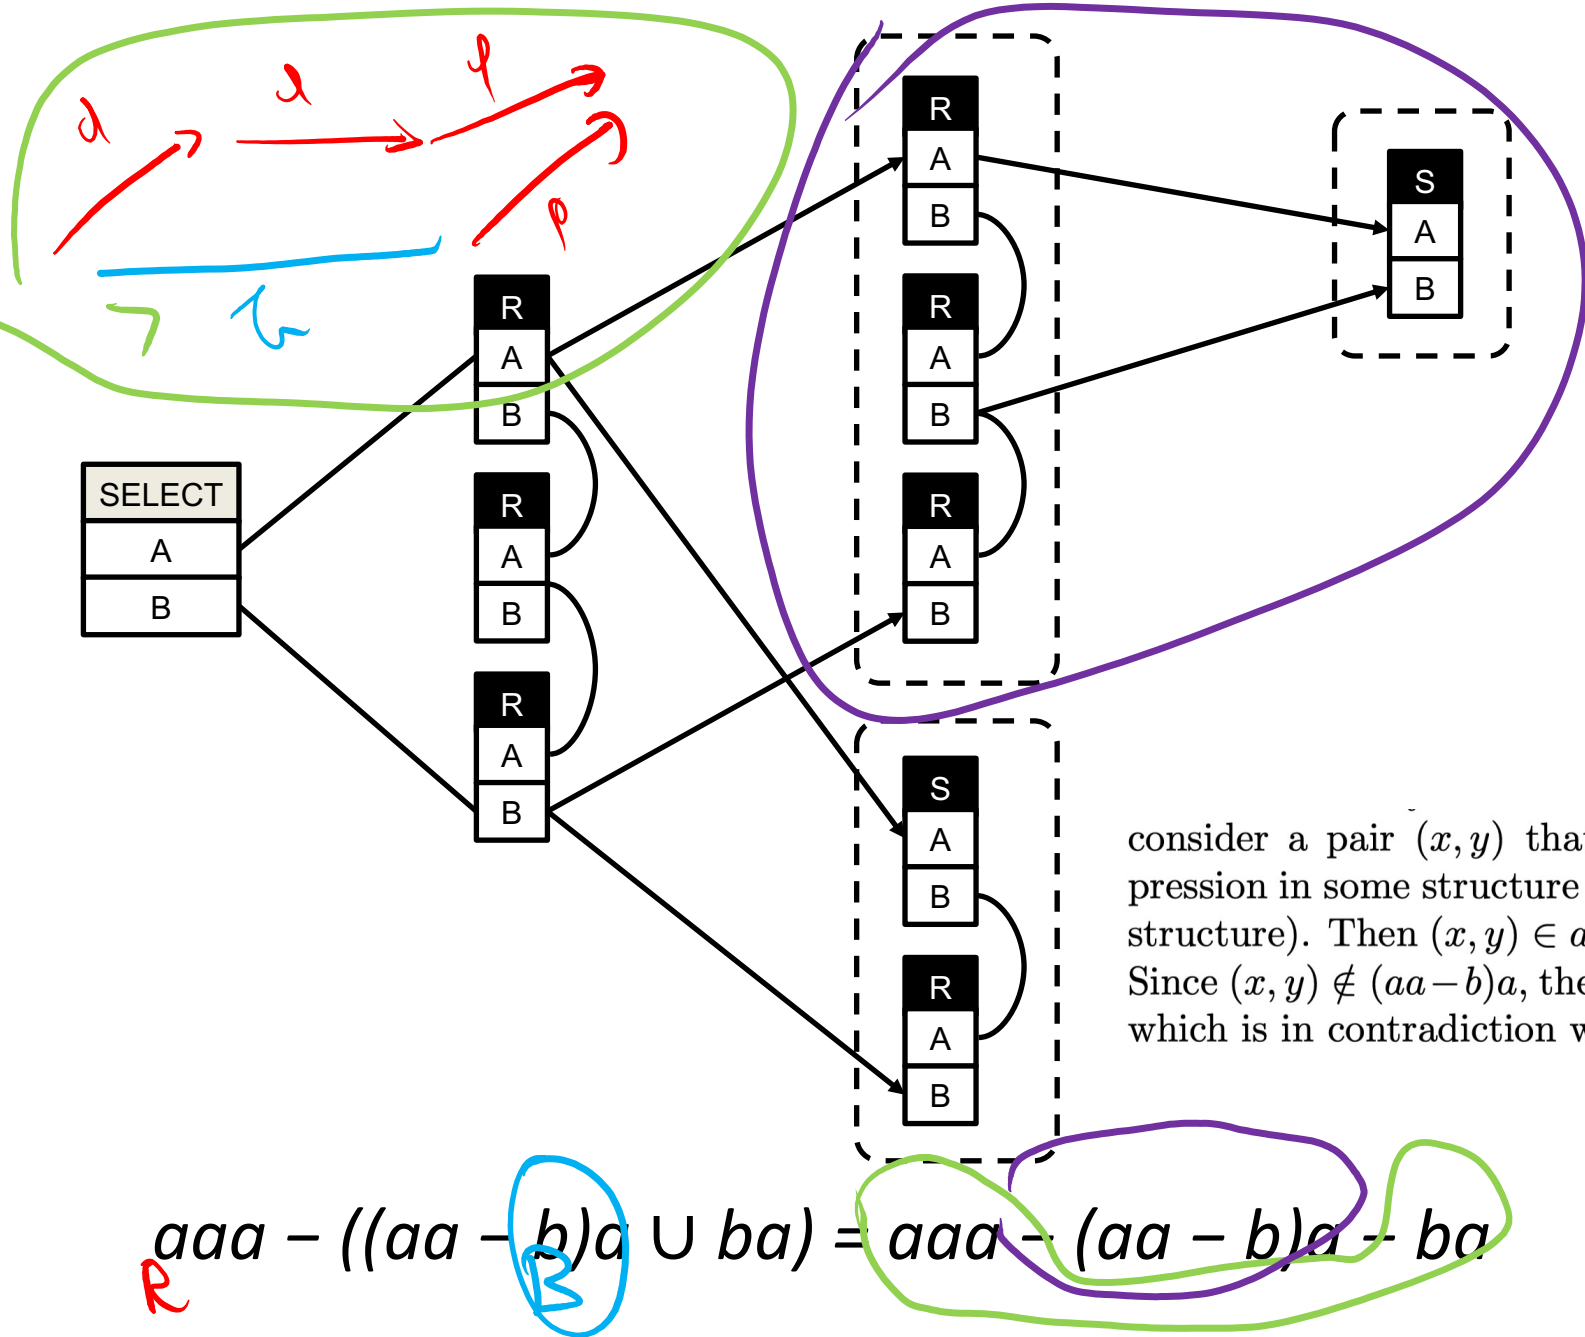 a
a
a
a
b
SELECT
A
B
R
A
B
R
A
B
R
A
B
R
A
B
R
A
B
R
A
B
S
A
B
S
A
B
R
A
B
consider a pair (x, y) tha
pression in some structure
structure). Then (x, y) ∈ a
Since (x, y) ∉ (aa − b)a, the
which is in contradiction w
aaa − ((aa − b)a ∪ ba) = aaa − (aa − b)a − ba
R
B